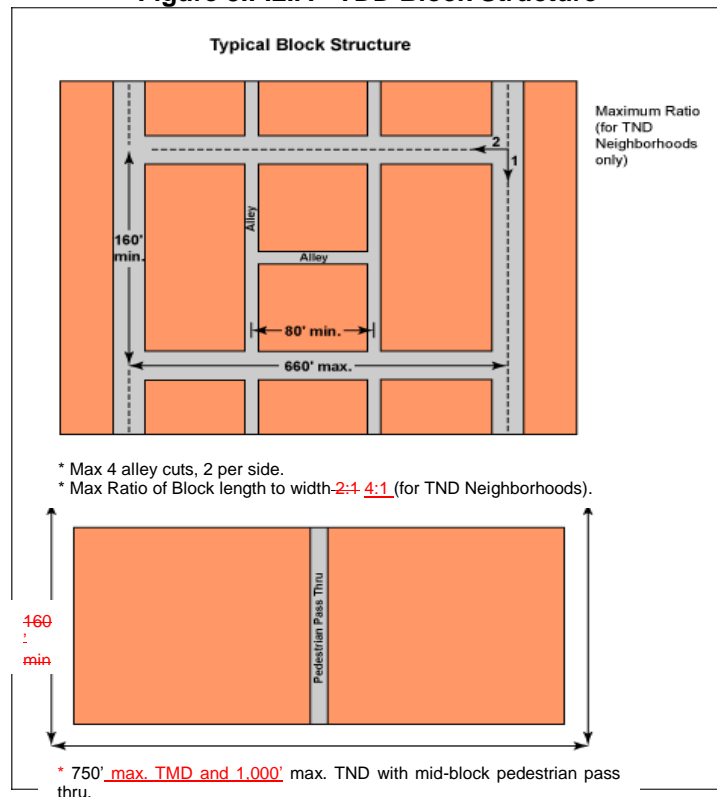 Typical Block Structure
Maximum Ratio
(for TND
Neighborhoods
only)
2
1
160'
min.
Alley
Alley
80' min.
660' max.
* Max 4 alley cuts, 2 per side.
* Max Ratio of Block length to width 2:1 4:1 (for TND Neighborhoods).
Pedestrian Pass Thru
160
'
min
* 750' max. TMD and 1,000' max. TND with mid-block pedestrian pass
thru.